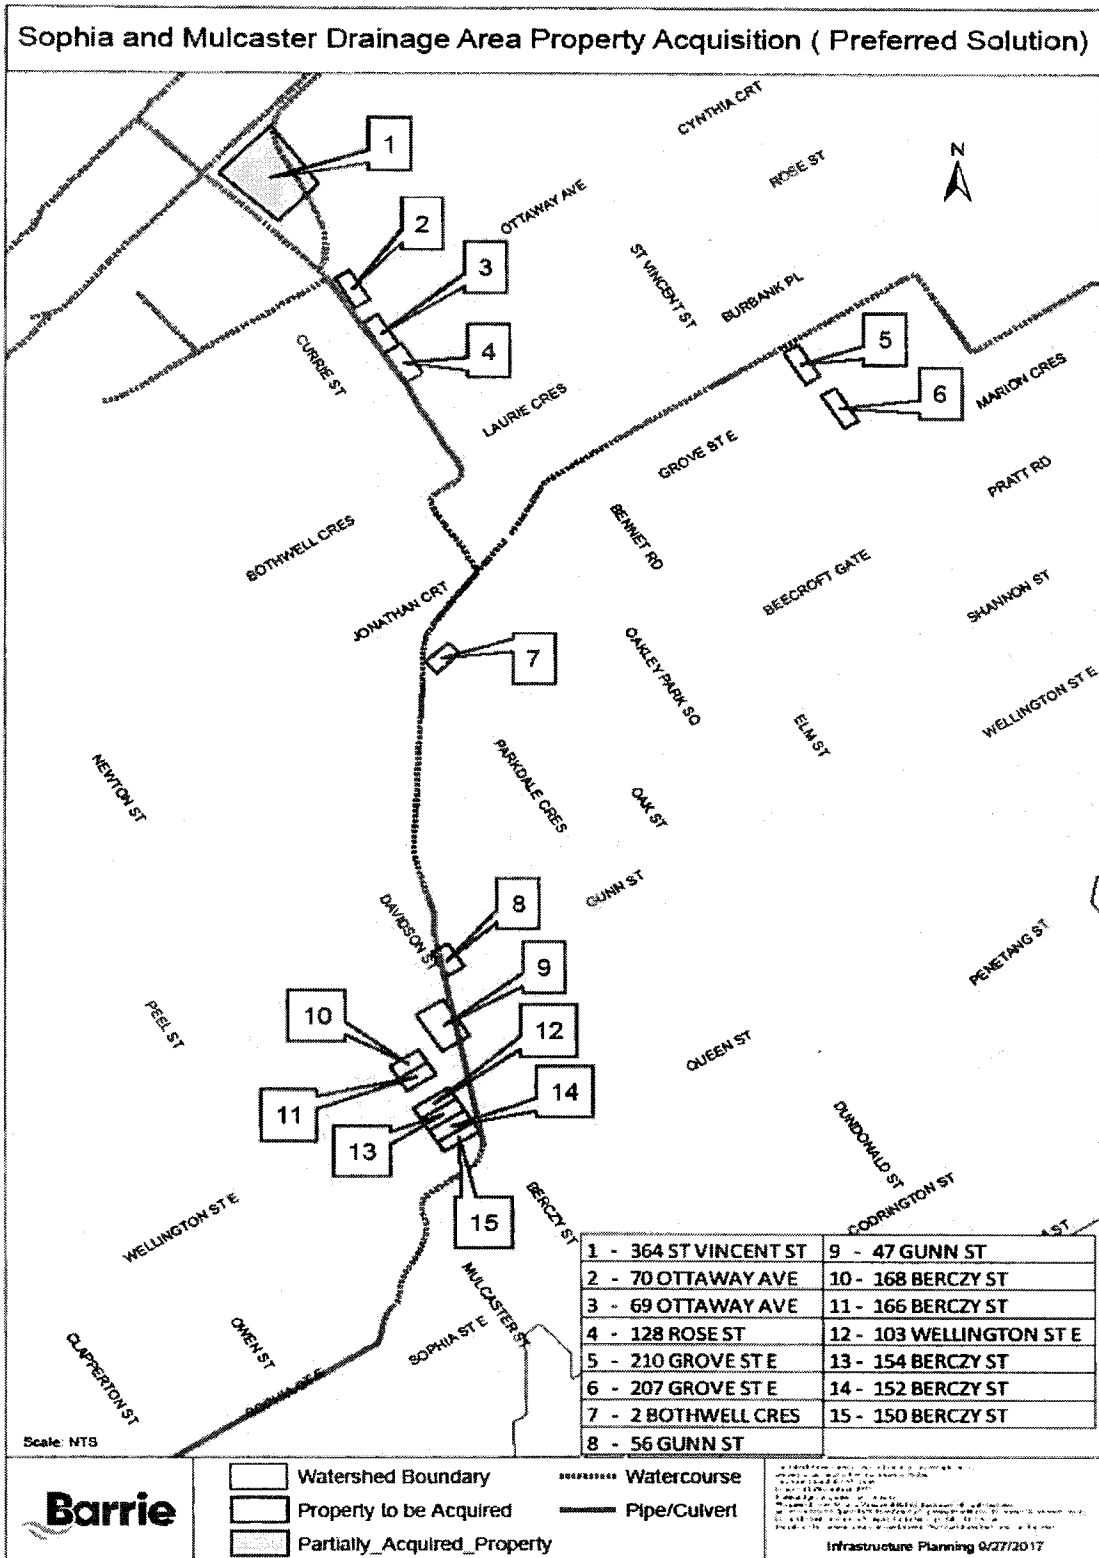 Sophia and Mulcaster Drainage Area Property Acquisition ( Preferred Solution)
CYNTHIA CRT
1
N
ROSE ST
OTTAWAY AVE
2
3
ST VINCENT ST
BURBANK PL
4
5
CURRIE ST
MARION CRES
6
LAURIE CRES
GROVE ST E
PRATT RD
BENNET RD
BOTHWELL CRES
BEECROFT GATE
SHANNON ST
JONATHAN CRT
7
OAKLEY PARK SQ
WELLINGTON ST E
ELM ST
NEWTON ST
PARKDALE CRES
OAK ST
GUNN ST
8
DAVIDSON ST
PENETANG ST
9
10
12
PEEL ST
QUEEN ST
14
11
13
DUNDONALD ST
15
BERCZY ST
CODRINGTON ST
WELLINGTON ST E
MULCASTER ST
SOPHIA ST E
OWEN ST
CLAPPERTON ST
SOPHIA ST E
1 - 364 ST VINCENT ST
2 - 70 OTTAWAY AVE
3 - 69 OTTAWAY AVE
4 - 128 ROSE ST
5 - 210 GROVE ST E
6 - 207 GROVE ST E
7 - 2 BOTHWELL CRES
8 - 56 GUNN ST
9 - 47 GUNN ST
10 - 168 BERCZY ST
11 - 166 BERCZY ST
12 - 103 WELLINGTON ST E
13 - 154 BERCZY ST
14 - 152 BERCZY ST
15 - 150 BERCZY ST
Scale: NTS
Barrie
Watershed Boundary
Property to be Acquired
Partially_Acquired_Property
Watercourse
Pipe/Culvert
Infrastructure Planning 9/27/2017